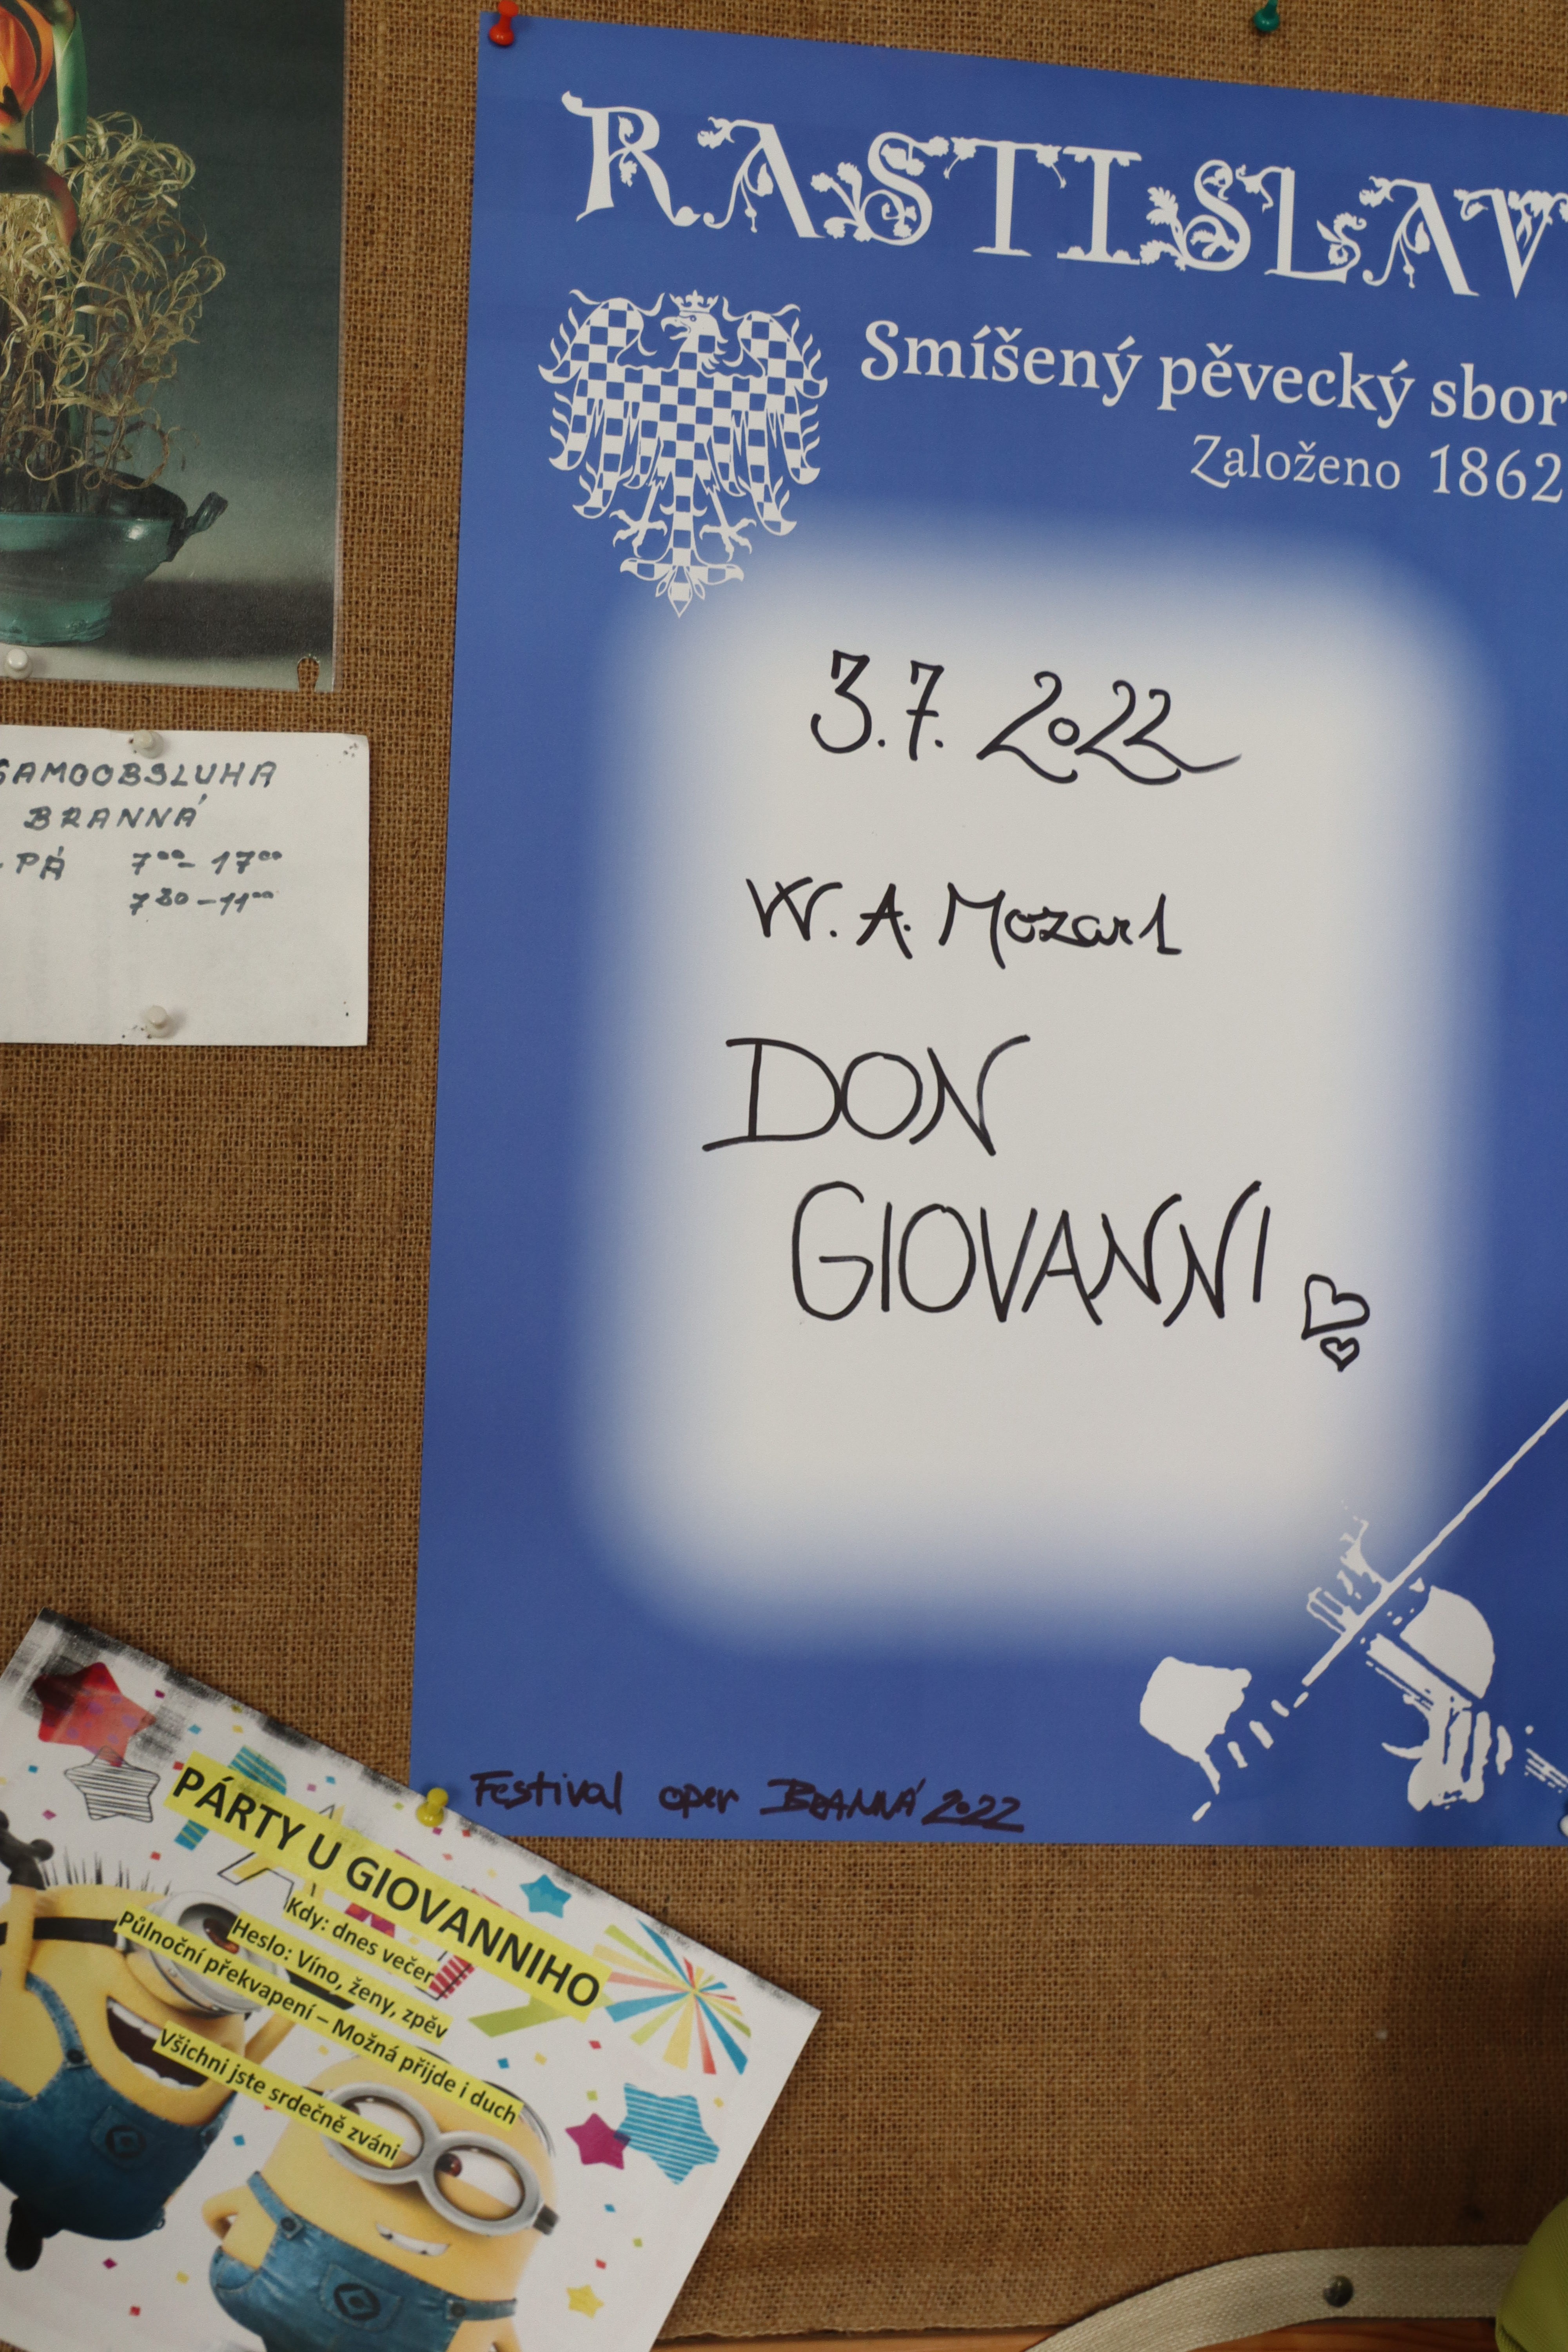 RASTISLAV
Smíšený pěvecký sbor
Založeno 1862
3.7. 2022
W. A. Mozart
DON
GIOVANNI
Festival oper BRANNÁ 2022
SAMOOBSLUHA
BRANNÁ
- PÁ 7⁰⁰- 17⁰⁰
7³⁰ - 11⁰⁰
PÁRTY U GIOVANNIHO
Kdy: dnes večer
Heslo: Víno, ženy, zpěv
Půlnoční překvapení – Možná přijde i duch
Všichni jste srdečně zváni